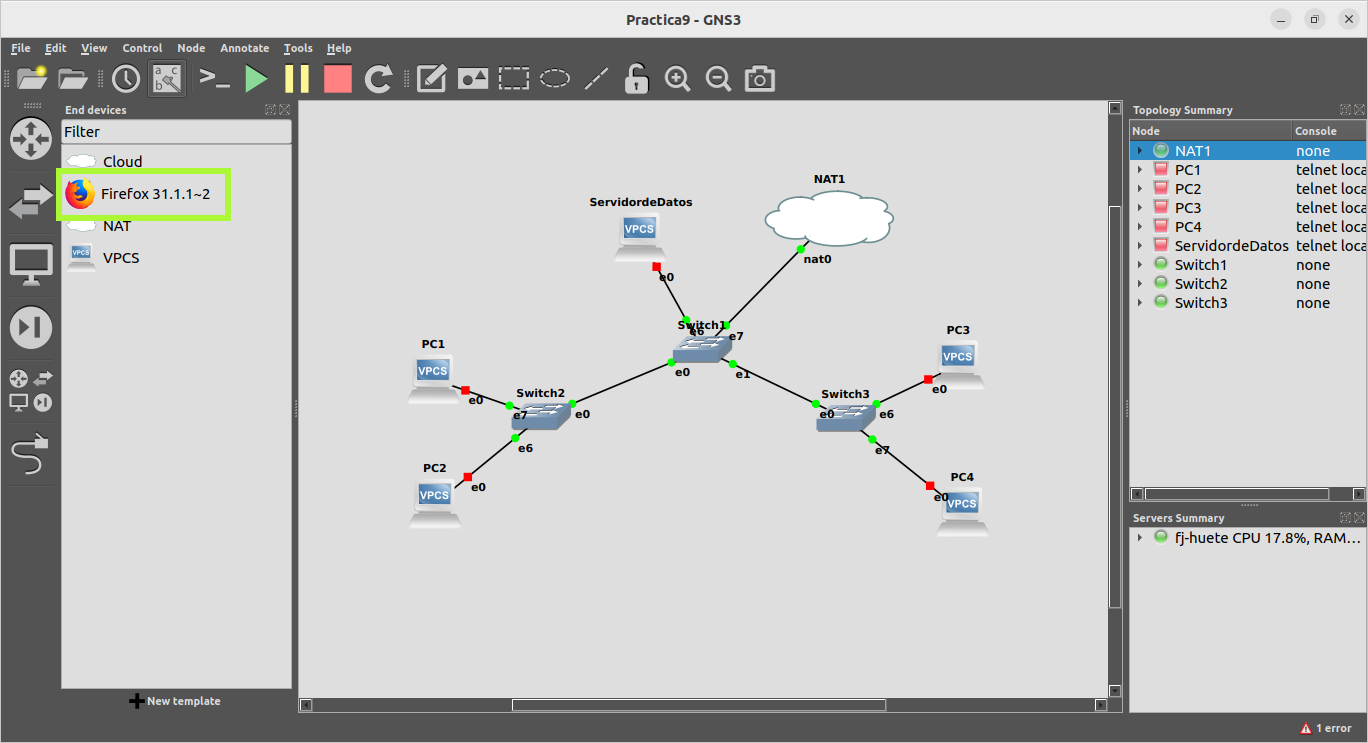 Practica9 - GNS3
File Edit View Control Node Annotate Tools Help
End devices
Filter
Cloud
Firefox 31.1.1~2
NAT
VPCS
VPCS
New template
NAT1
nat0
ServidordeDatos
VPCS
e0
Switch1
e6
e7
e0
e1
PC1
VPCS
e0
Switch2
e7
e0
e6
PC2
VPCS
e0
PC3
VPCS
e0
Switch3
e0
e6
e7
PC4
VPCS
e0
Topology Summary
Node Console
NAT1 none
PC1 telnet loca
PC2 telnet loca
PC3 telnet loca
PC4 telnet loca
ServidordeDatos telnet loca
Switch1 none
Switch2 none
Switch3 none
Servers Summary
fj-huete CPU 17.8%, RAM...
1 error